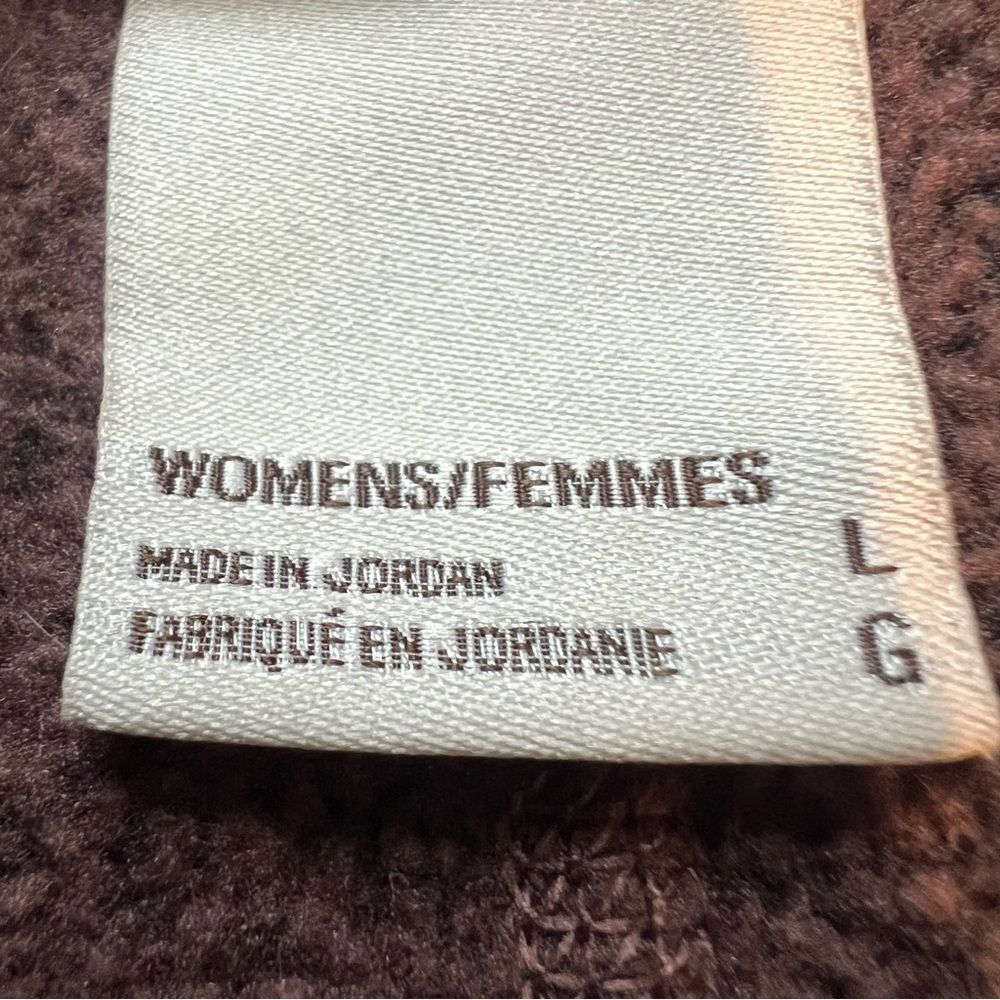 WOMENS/FEMMES
MADE IN JORDAN L
FABRIQUÉ EN JORDANIE G